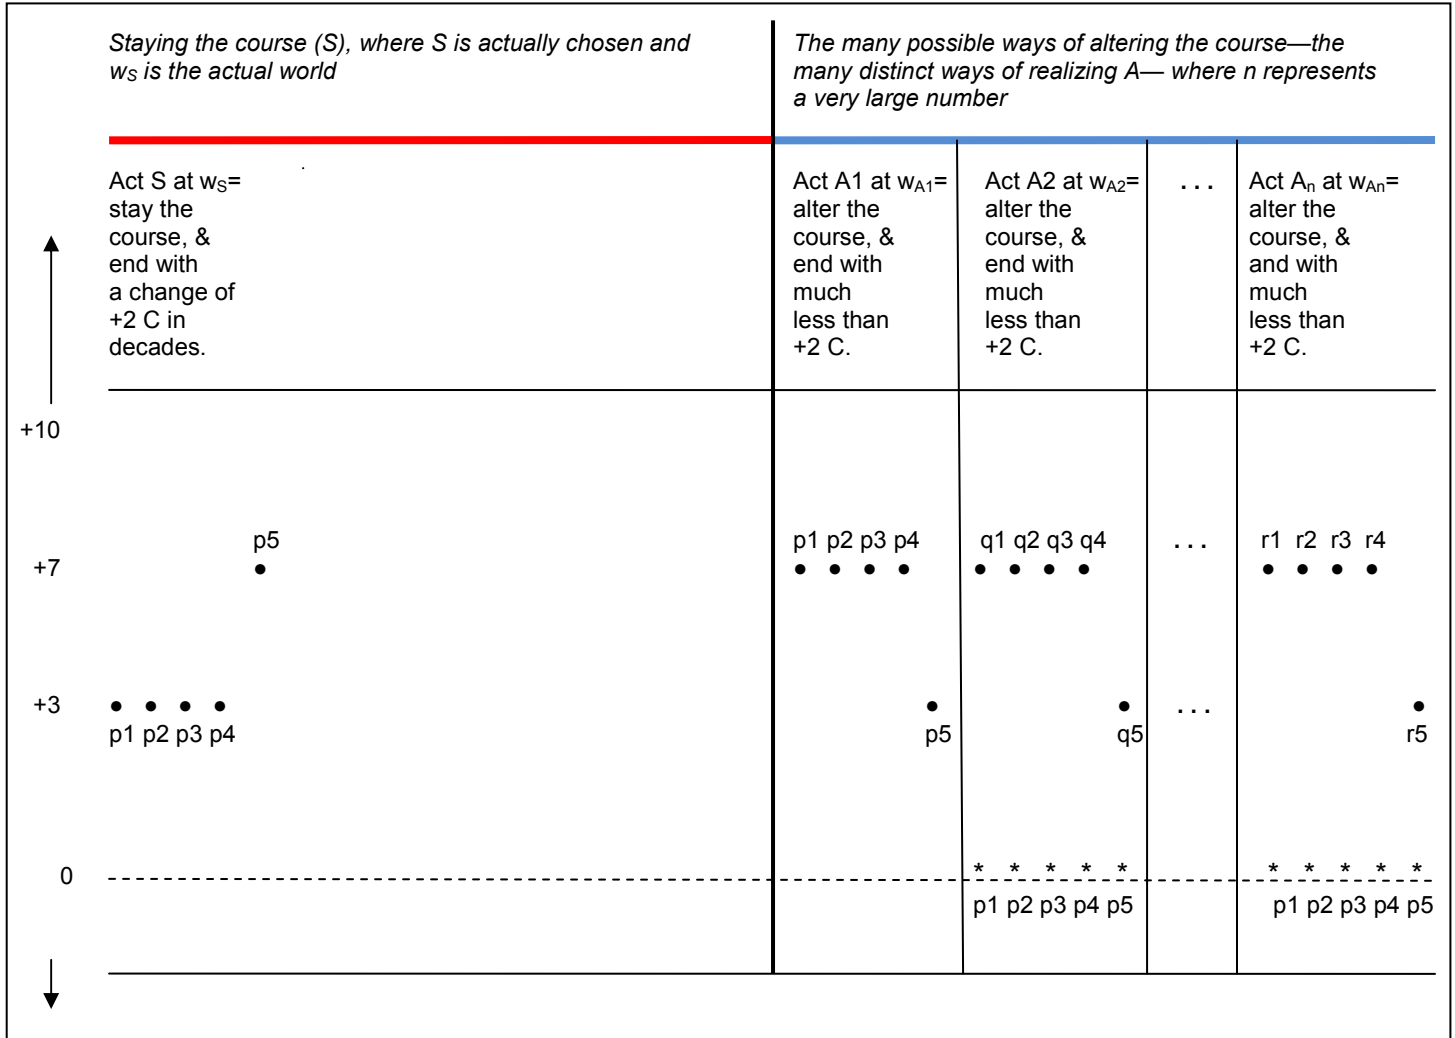 Staying the course (S), where S is actually chosen and
wS is the actual world
The many possible ways of altering the course—the
many distinct ways of realizing A— where n represents
a very large number
Act S at wS=
stay the
course, &
end with
a change of
+2 C in
decades.
Act A1 at wA1=
alter the
course, &
end with
much
less than
+2 C.
Act A2 at wA2=
alter the
course, &
end with
much
less than
+2 C.
. . .
Act An at wAn=
alter the
course, &
and with
much
less than
+2 C.
+10
p5
p1 p2 p3 p4
q1 q2 q3 q4
. . .
r1 r2 r3 r4
+7
+3
. . .
p1 p2 p3 p4
p5
q5
r5
* * * * *
* * * * *
0
p1 p2 p3 p4 p5
p1 p2 p3 p4 p5